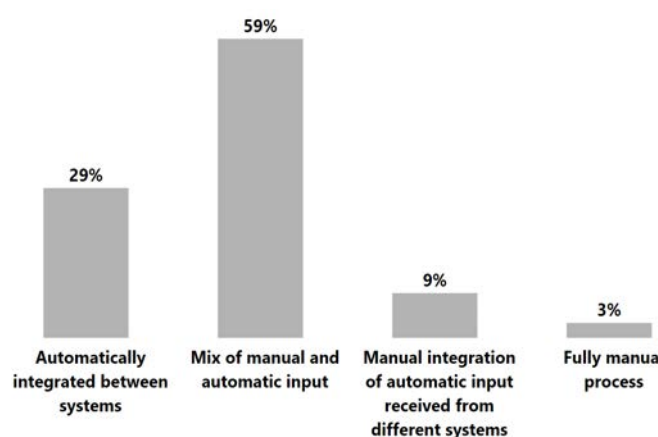 59%
29%
9%
3%
Automatically
integrated between
systems
Mix of manual and
automatic input
Manual integration
of automatic input
received from
different systems
Fully manual
process